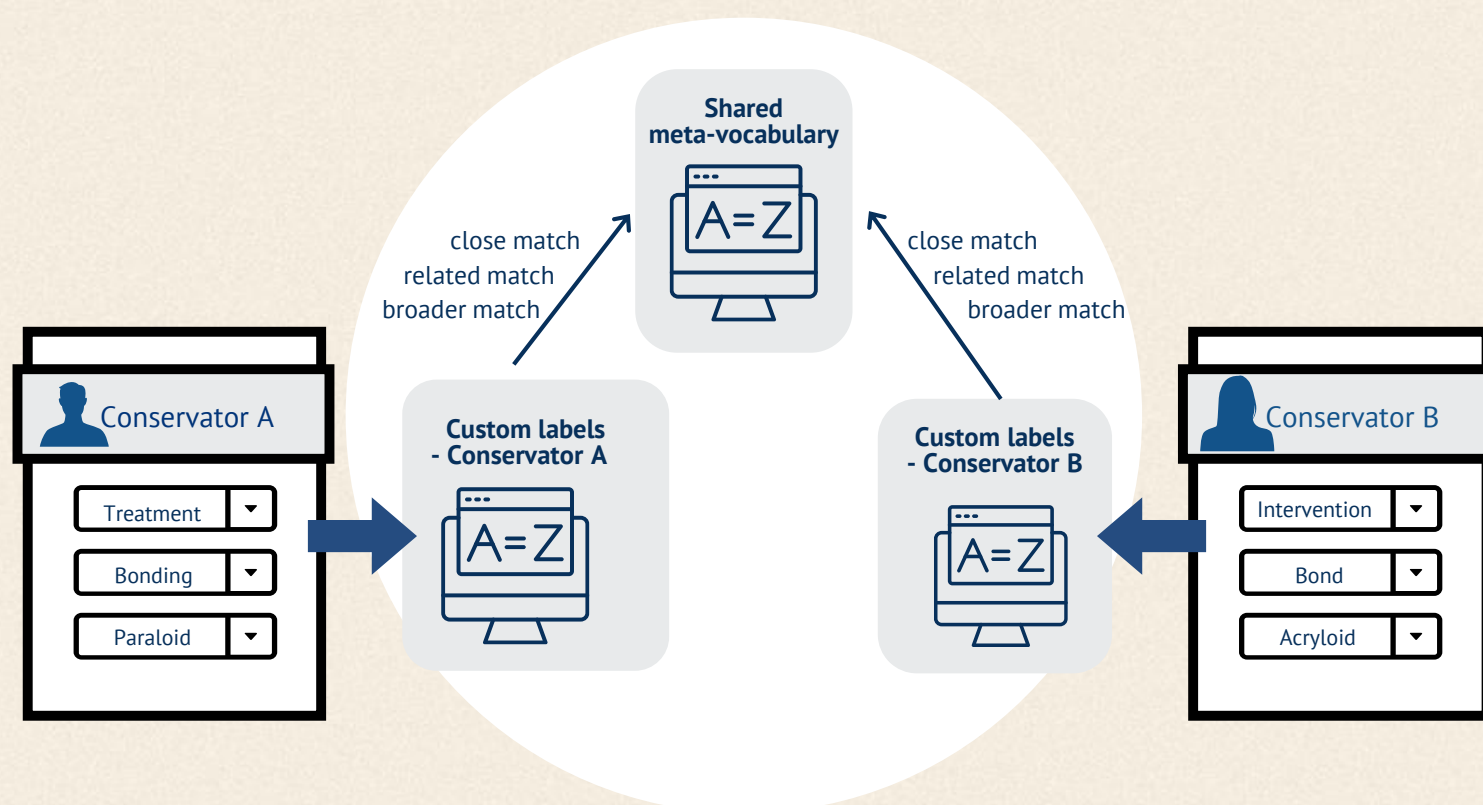 Shared
meta-vocabulary
A=Z
close match
related match
broader match
close match
related match
broader match
Conservator A
Treatment
Bonding
Paraloid
Custom labels
- Conservator A
A=Z
Custom labels
- Conservator B
A=Z
Conservator B
Intervention
Bond
Acryloid